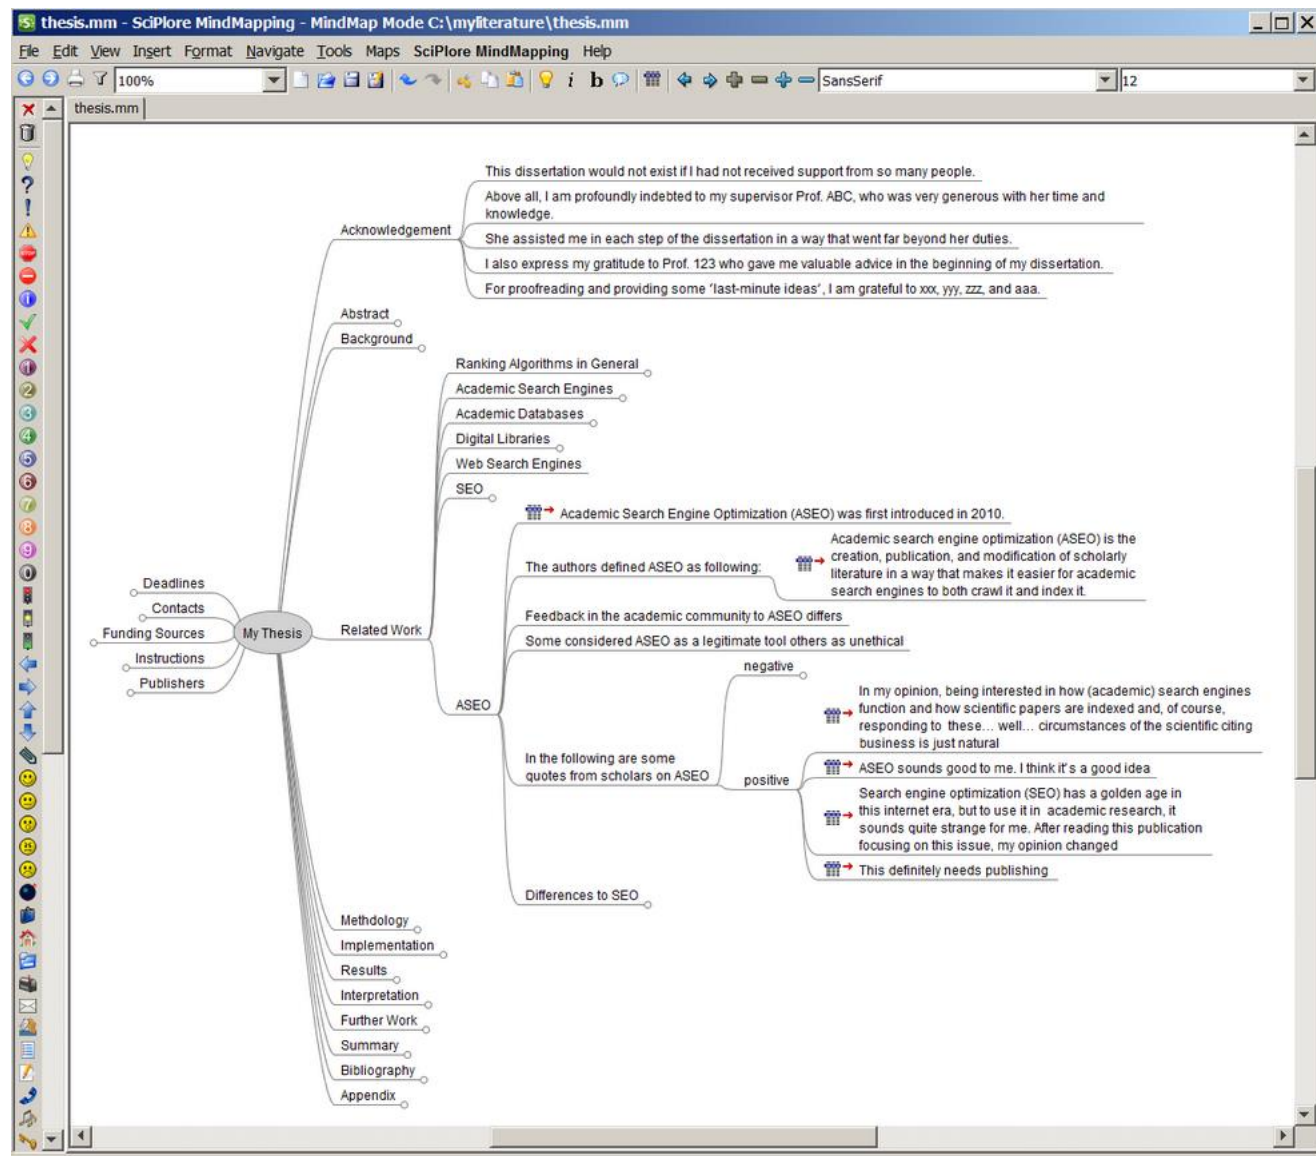 thesis.mm - SciPlore MindMapping - MindMap Mode C:\myliterature\thesis.mm
File Edit View Insert Format Navigate Tools Maps SciPlore MindMapping Help
100%
SansSerif
12
thesis.mm
This dissertation would not exist if I had not received support from so many people.
Above all, I am profoundly indebted to my supervisor Prof. ABC, who was very generous with her time and
knowledge.
Acknowledgement
She assisted me in each step of the dissertation in a way that went far beyond her duties.
I also express my gratitude to Prof. 123 who gave me valuable advice in the beginning of my dissertation.
For proofreading and providing some 'last-minute ideas', I am grateful to xxx, yyy, zzz, and aaa.
Abstract
Background
Ranking Algorithms in General
Academic Search Engines
Academic Databases
Digital Libraries
Web Search Engines
SEO
Academic Search Engine Optimization (ASEO) was first introduced in 2010.
The authors defined ASEO as following:
Academic search engine optimization (ASEO) is the
creation, publication, and modification of scholarly
literature in a way that makes it easier for academic
search engines to both crawl it and index it.
Deadlines
Contacts
Funding Sources
Instructions
Publishers
My Thesis
Related Work
Feedback in the academic community to ASEO differs
Some considered ASEO as a legitimate tool others as unethical
ASEO
negative
In the following are some
quotes from scholars on ASEO
positive
In my opinion, being interested in how (academic) search engines
function and how scientific papers are indexed and, of course,
responding to these... well... circumstances of the scientific citing
business is just natural
ASEO sounds good to me. I think it's a good idea
Search engine optimization (SEO) has a golden age in
this internet era, but to use it in academic research, it
sounds quite strange for me. After reading this publication
focusing on this issue, my opinion changed
This definitely needs publishing
Differences to SEO
Methdology
Implementation
Results
Interpretation
Further Work
Summary
Bibliography
Appendix